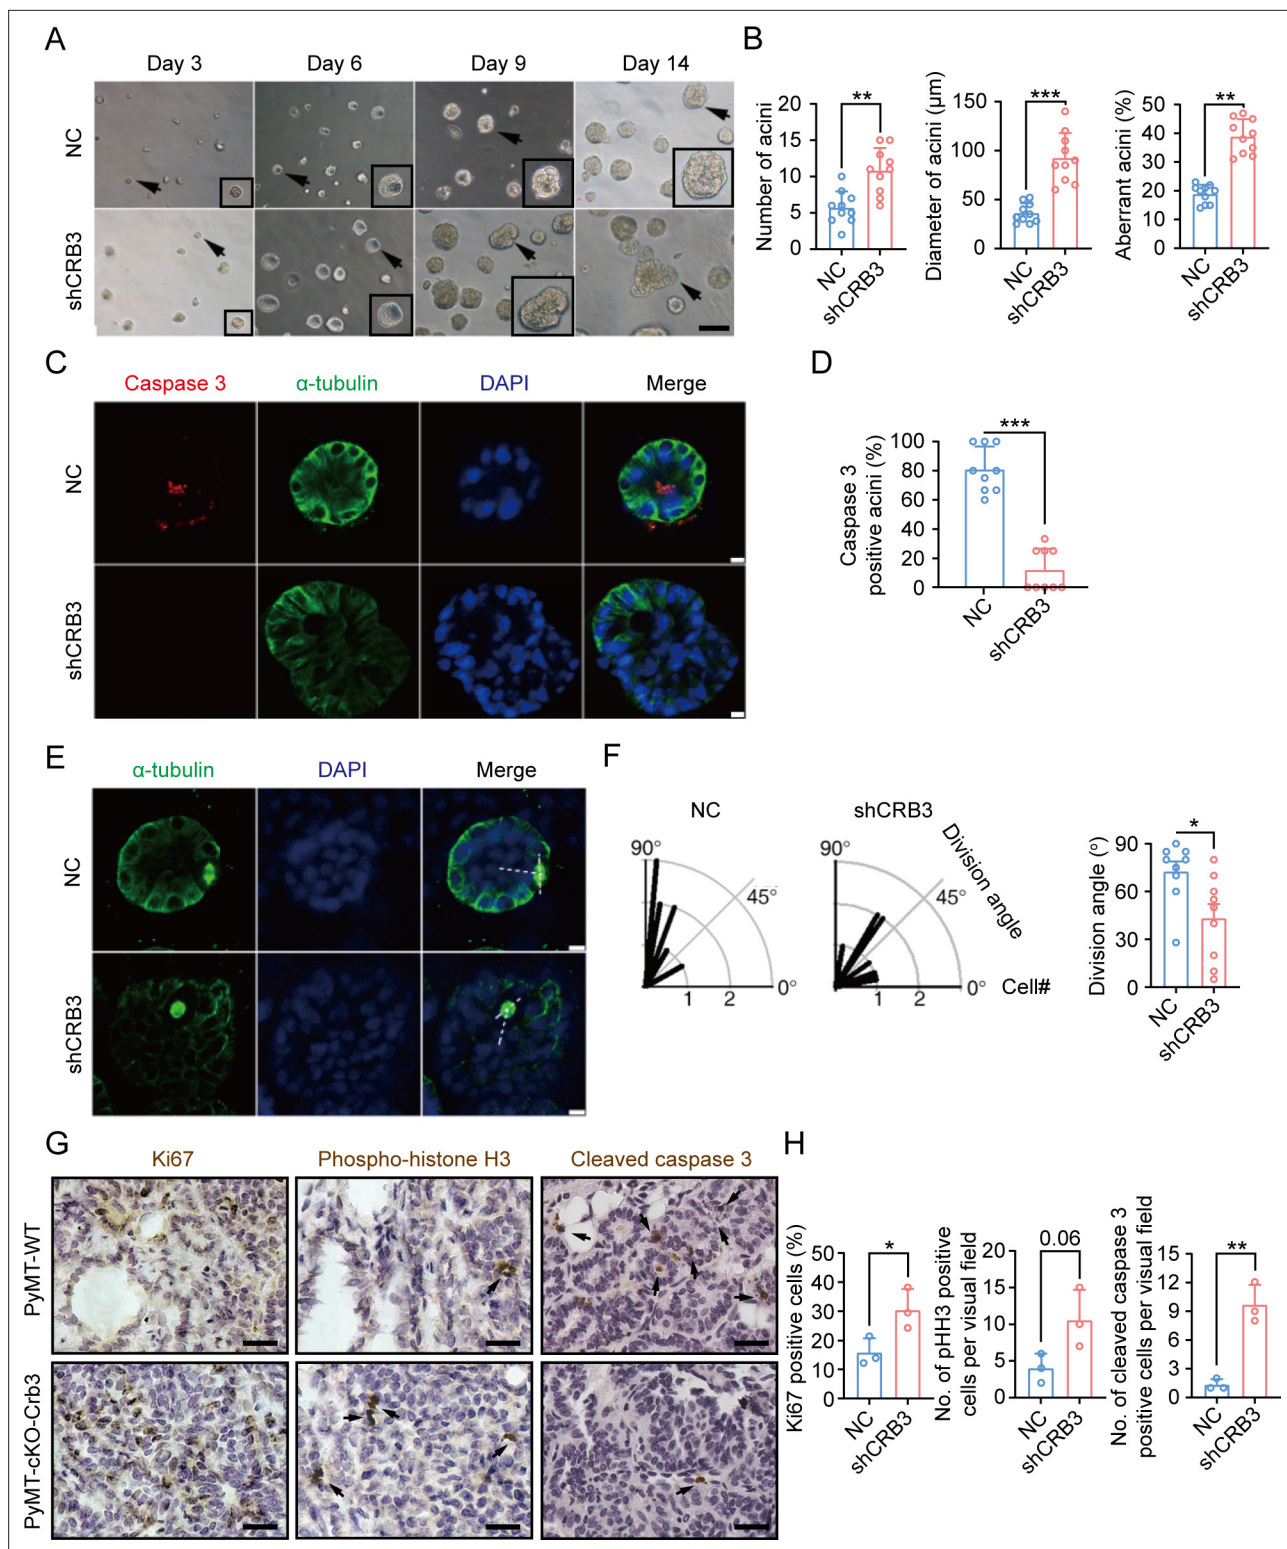 A
Day 3 Day 6 Day 9 Day 14
NC
shCRB3
B
Number of acini
20
15
10
5
0
**
NC
shCRB3
Diameter of acini (μm)
150
100
50
0
***
NC
shCRB3
Aberrant acini (%)
50
40
30
20
10
0
**
NC
shCRB3
C
Caspase 3 α-tubulin DAPI Merge
NC
shCRB3
D
Caspase 3
positive acini (%)
100
80
60
40
20
0
***
NC
shCRB3
E
α-tubulin DAPI Merge
NC
shCRB3
F
NC
90°
45°
0°
1 2
shCRB3
90°
45°
0°
1 2
Division angle
Cell#
Division angle (°)
90
60
30
0
*
NC
shCRB3
G
Ki67 Phospho-histone H3 Cleaved caspase 3
PyMT-WT
PyMT-cKO-Crb3
H
Ki67 positive cells (%)
50
40
30
20
10
0
*
NC
shCRB3
No. of pHH3 positive
cells per visual field
20
15
10
5
0
0.06
NC
shCRB3
No. of cleaved caspase 3
positive cells per visual field
15
12
9
6
3
0
**
NC
shCRB3